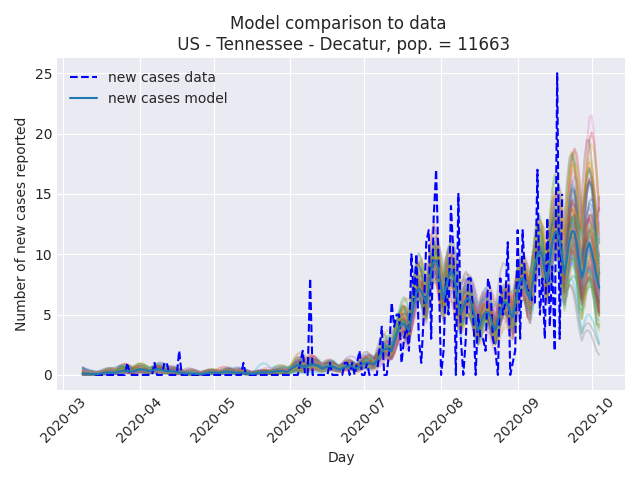 Model comparison to data
US - Tennessee - Decatur, pop. = 11663
new cases data
new cases model
Number of new cases reported
25
20
15
10
5
0
2020-03
2020-04
2020-05
2020-06
2020-07
2020-08
2020-09
2020-10
Day